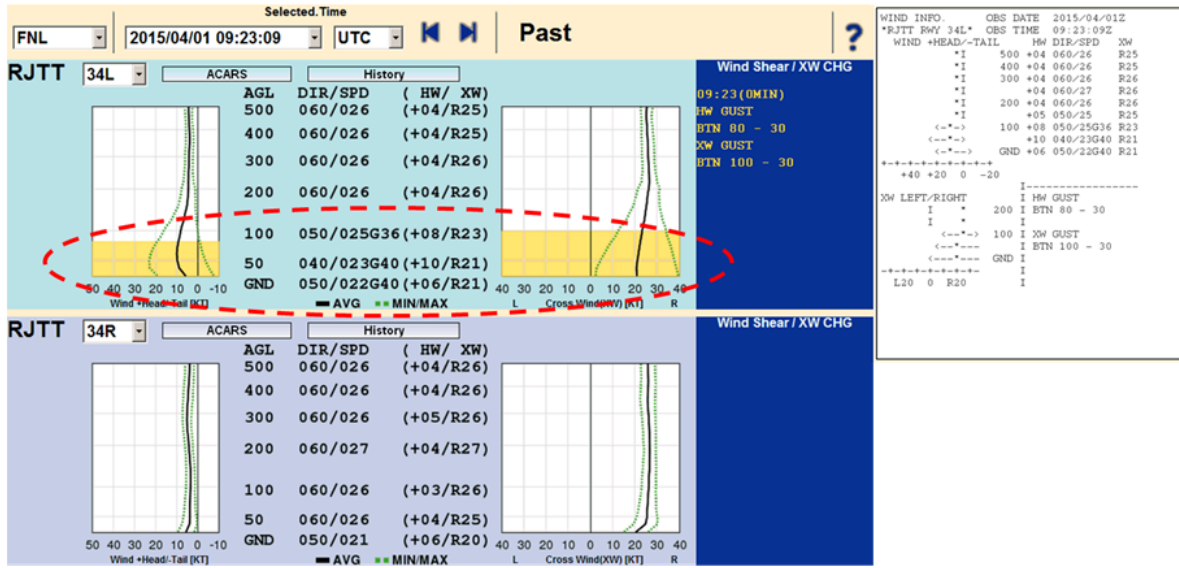 Selected.Time
FNL 2015/04/01 09:23:09 UTC Past ?
RJTT 34L ACARS History Wind Shear / XW CHG
AGL DIR/SPD ( HW/ XW)
500 060/026 (+04/R25)
400 060/026 (+04/R25)
300 060/026 (+04/R26)
200 060/026 (+04/R26)
100 050/025G36 (+08/R23)
50 040/023G40 (+10/R21)
GND 050/022G40 (+06/R21)
50 40 30 20 10 0 -10
Wind +Head/-Tail [KT]
AVG MIN/MAX
40 30 20 10 0 10 20 30 40
L Cross Wind(XW) [KT] R
09:23(0MIN)
HW GUST
BTN 80 - 30
XW GUST
BTN 100 - 30
RJTT 34R ACARS History Wind Shear / XW CHG
AGL DIR/SPD ( HW/ XW)
500 060/026 (+04/R26)
400 060/026 (+04/R26)
300 060/026 (+05/R26)
200 060/027 (+04/R27)
100 060/026 (+03/R26)
50 060/026 (+04/R25)
GND 050/021 (+06/R20)
50 40 30 20 10 0 -10
Wind +Head/-Tail [KT]
AVG MIN/MAX
40 30 20 10 0 10 20 30 40
L Cross Wind(XW) [KT] R
WIND INFO. OBS DATE 2015/04/01Z
*RJTT RWY 34L* OBS TIME 09:23:09Z
WIND +HEAD/-TAIL HW DIR/SPD XW
*I 500 +04 060/26 R25
*I 400 +04 060/26 R25
*I 300 +04 060/26 R26
*I +04 060/27 R26
*I 200 +04 060/26 R26
*I +05 050/25 R25
<-*-> 100 +08 050/25G36 R23
<--*--> +10 040/23G40 R21
<-*--> GND +06 050/22G40 R21
+-+-+-+-+-+-+-+
+40 +20 0 -20
I-----------------
XW LEFT/RIGHT I HW GUST
I * 200 I BTN 80 - 30
I * I
<--*--> 100 I XW GUST
<--*--- I BTN 100 - 30
<---*--- GND I
-+-+-+-+-+-+-+- I
L20 0 R20 I